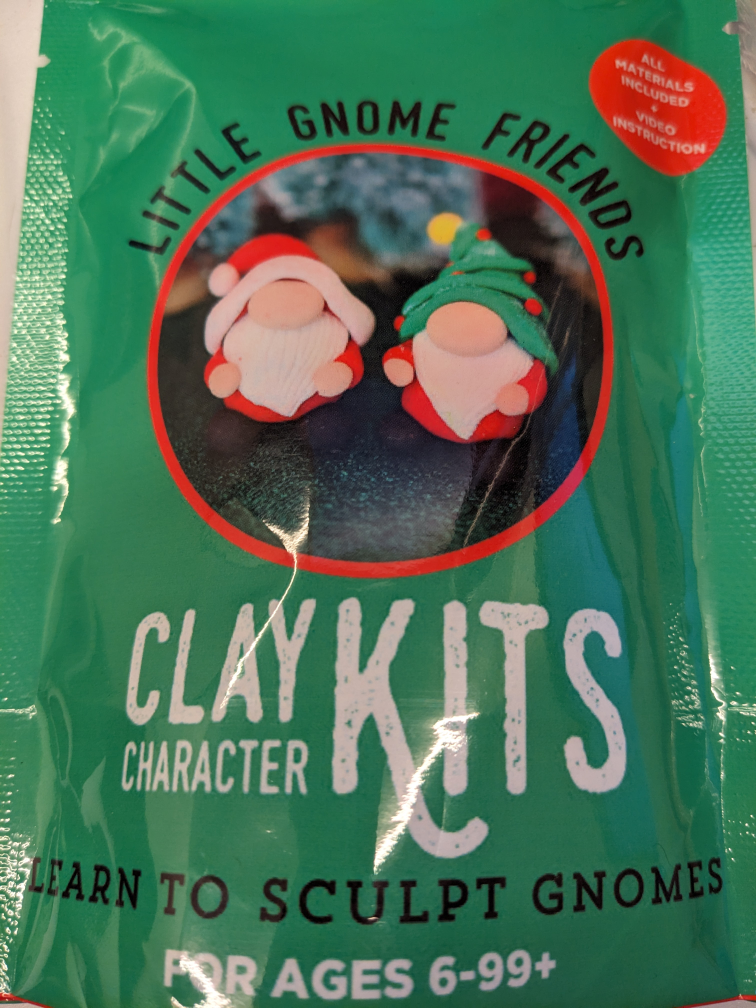 ALL
MATERIALS
INCLUDED
+
VIDEO
INSTRUCTION
LITTLE GNOME FRIENDS
CLAY
CHARACTER
KITS
LEARN TO SCULPT GNOMES
FOR AGES 6-99+